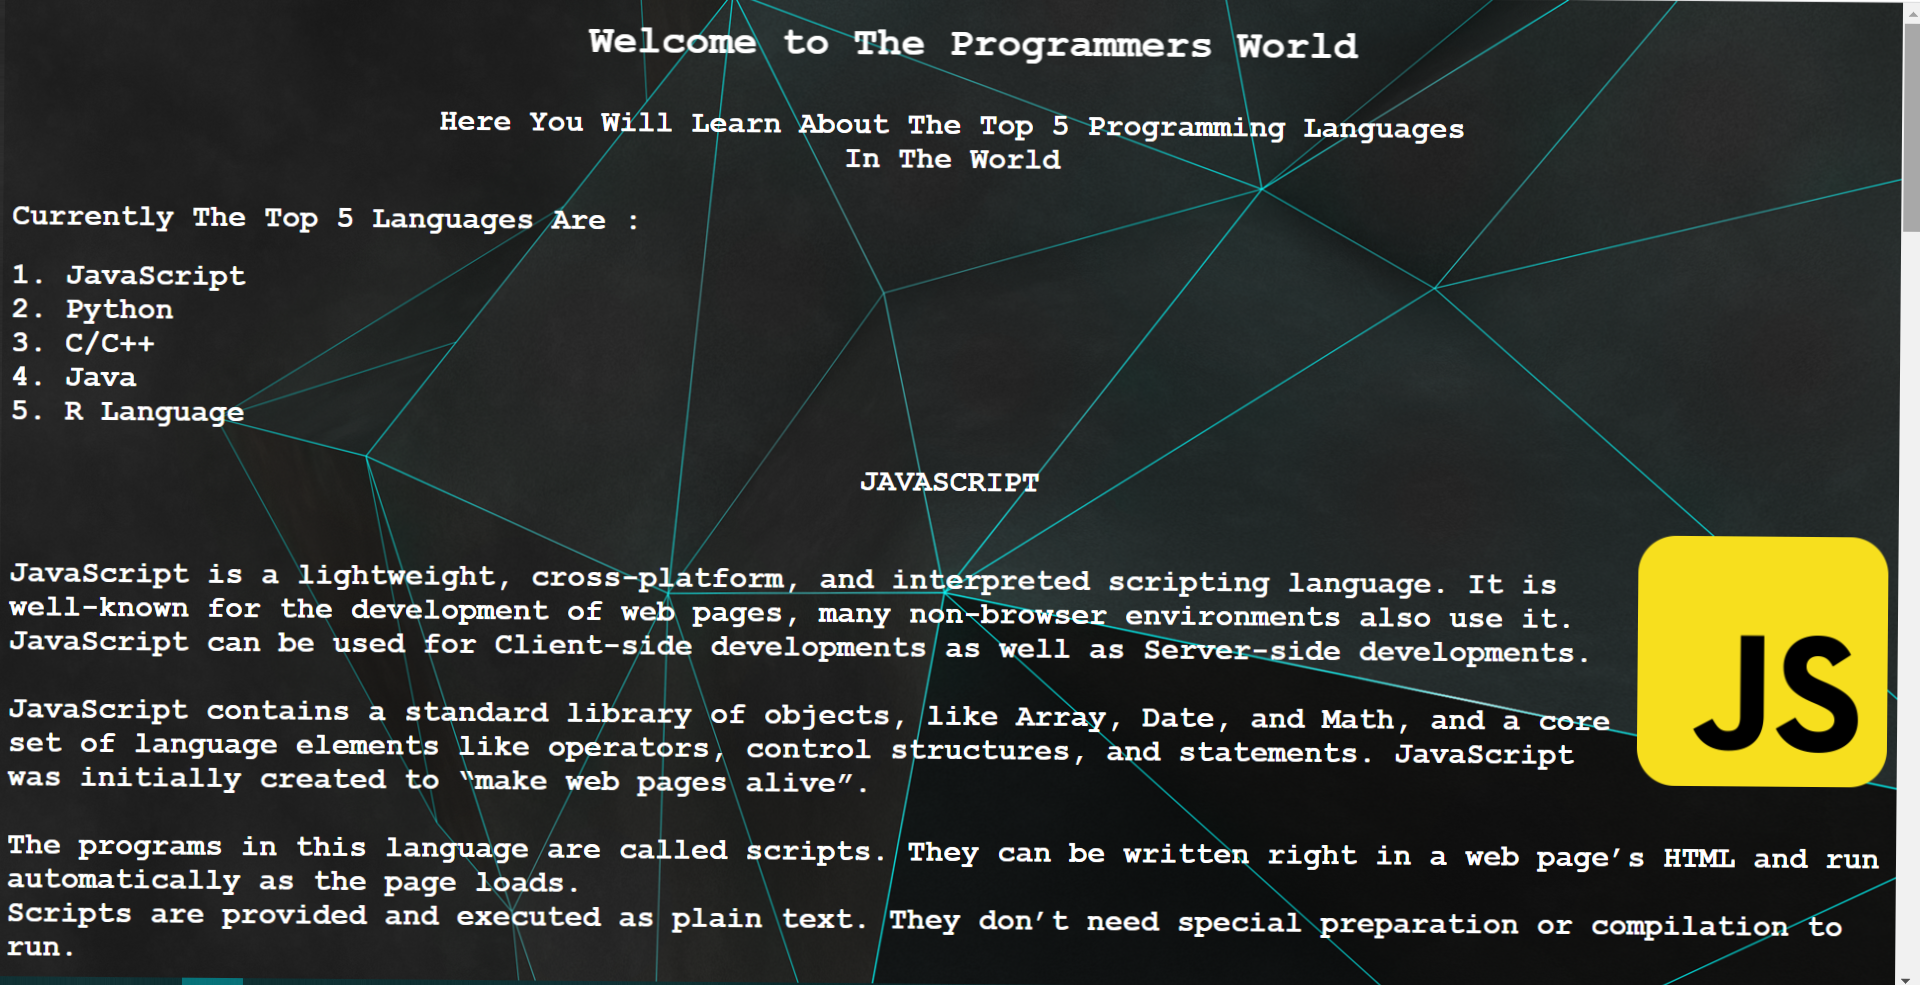 Welcome to The Programmers World
Here You Will Learn About The Top 5 Programming Languages
In The World
Currently The Top 5 Languages Are :
1. JavaScript
2. Python
3. C/C++
4. Java
5. R Language
JAVASCRIPT
JavaScript is a lightweight, cross-platform, and interpreted scripting language. It is
well-known for the development of web pages, many non-browser environments also use it.
JavaScript can be used for Client-side developments as well as Server-side developments.
JavaScript contains a standard library of objects, like Array, Date, and Math, and a core
set of language elements like operators, control structures, and statements. JavaScript
was initially created to “make web pages alive”.
JS
The programs in this language are called scripts. They can be written right in a web page’s HTML and run
automatically as the page loads.
Scripts are provided and executed as plain text. They don’t need special preparation or compilation to
run.